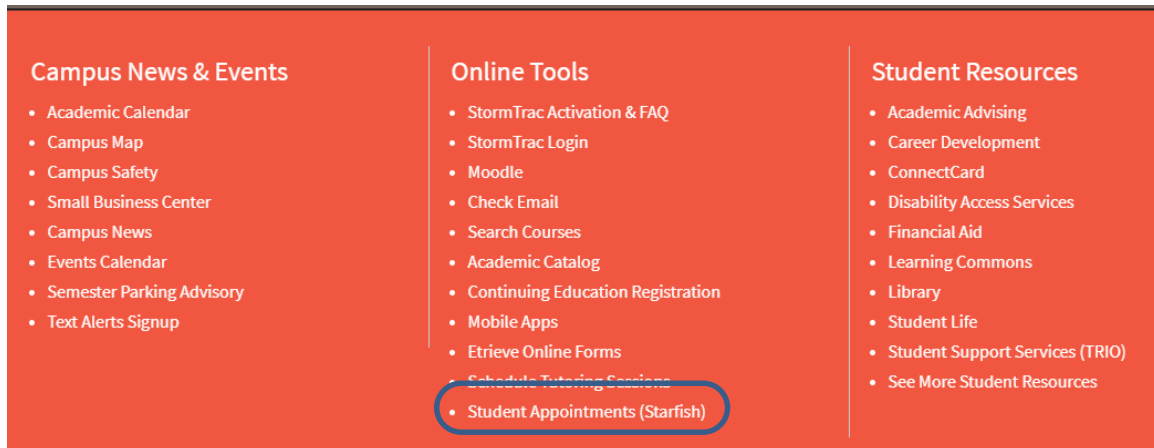 Campus News & Events
Academic Calendar
Campus Map
Campus Safety
Small Business Center
Campus News
Events Calendar
Semester Parking Advisory
Text Alerts Signup
Online Tools
StormTrac Activation & FAQ
StormTrac Login
Moodle
Check Email
Search Courses
Academic Catalog
Continuing Education Registration
Mobile Apps
Etrieve Online Forms
Schedule Tutoring Sessions
Student Appointments (Starfish)
Student Resources
Academic Advising
Career Development
ConnectCard
Disability Access Services
Financial Aid
Learning Commons
Library
Student Life
Student Support Services (TRIO)
See More Student Resources